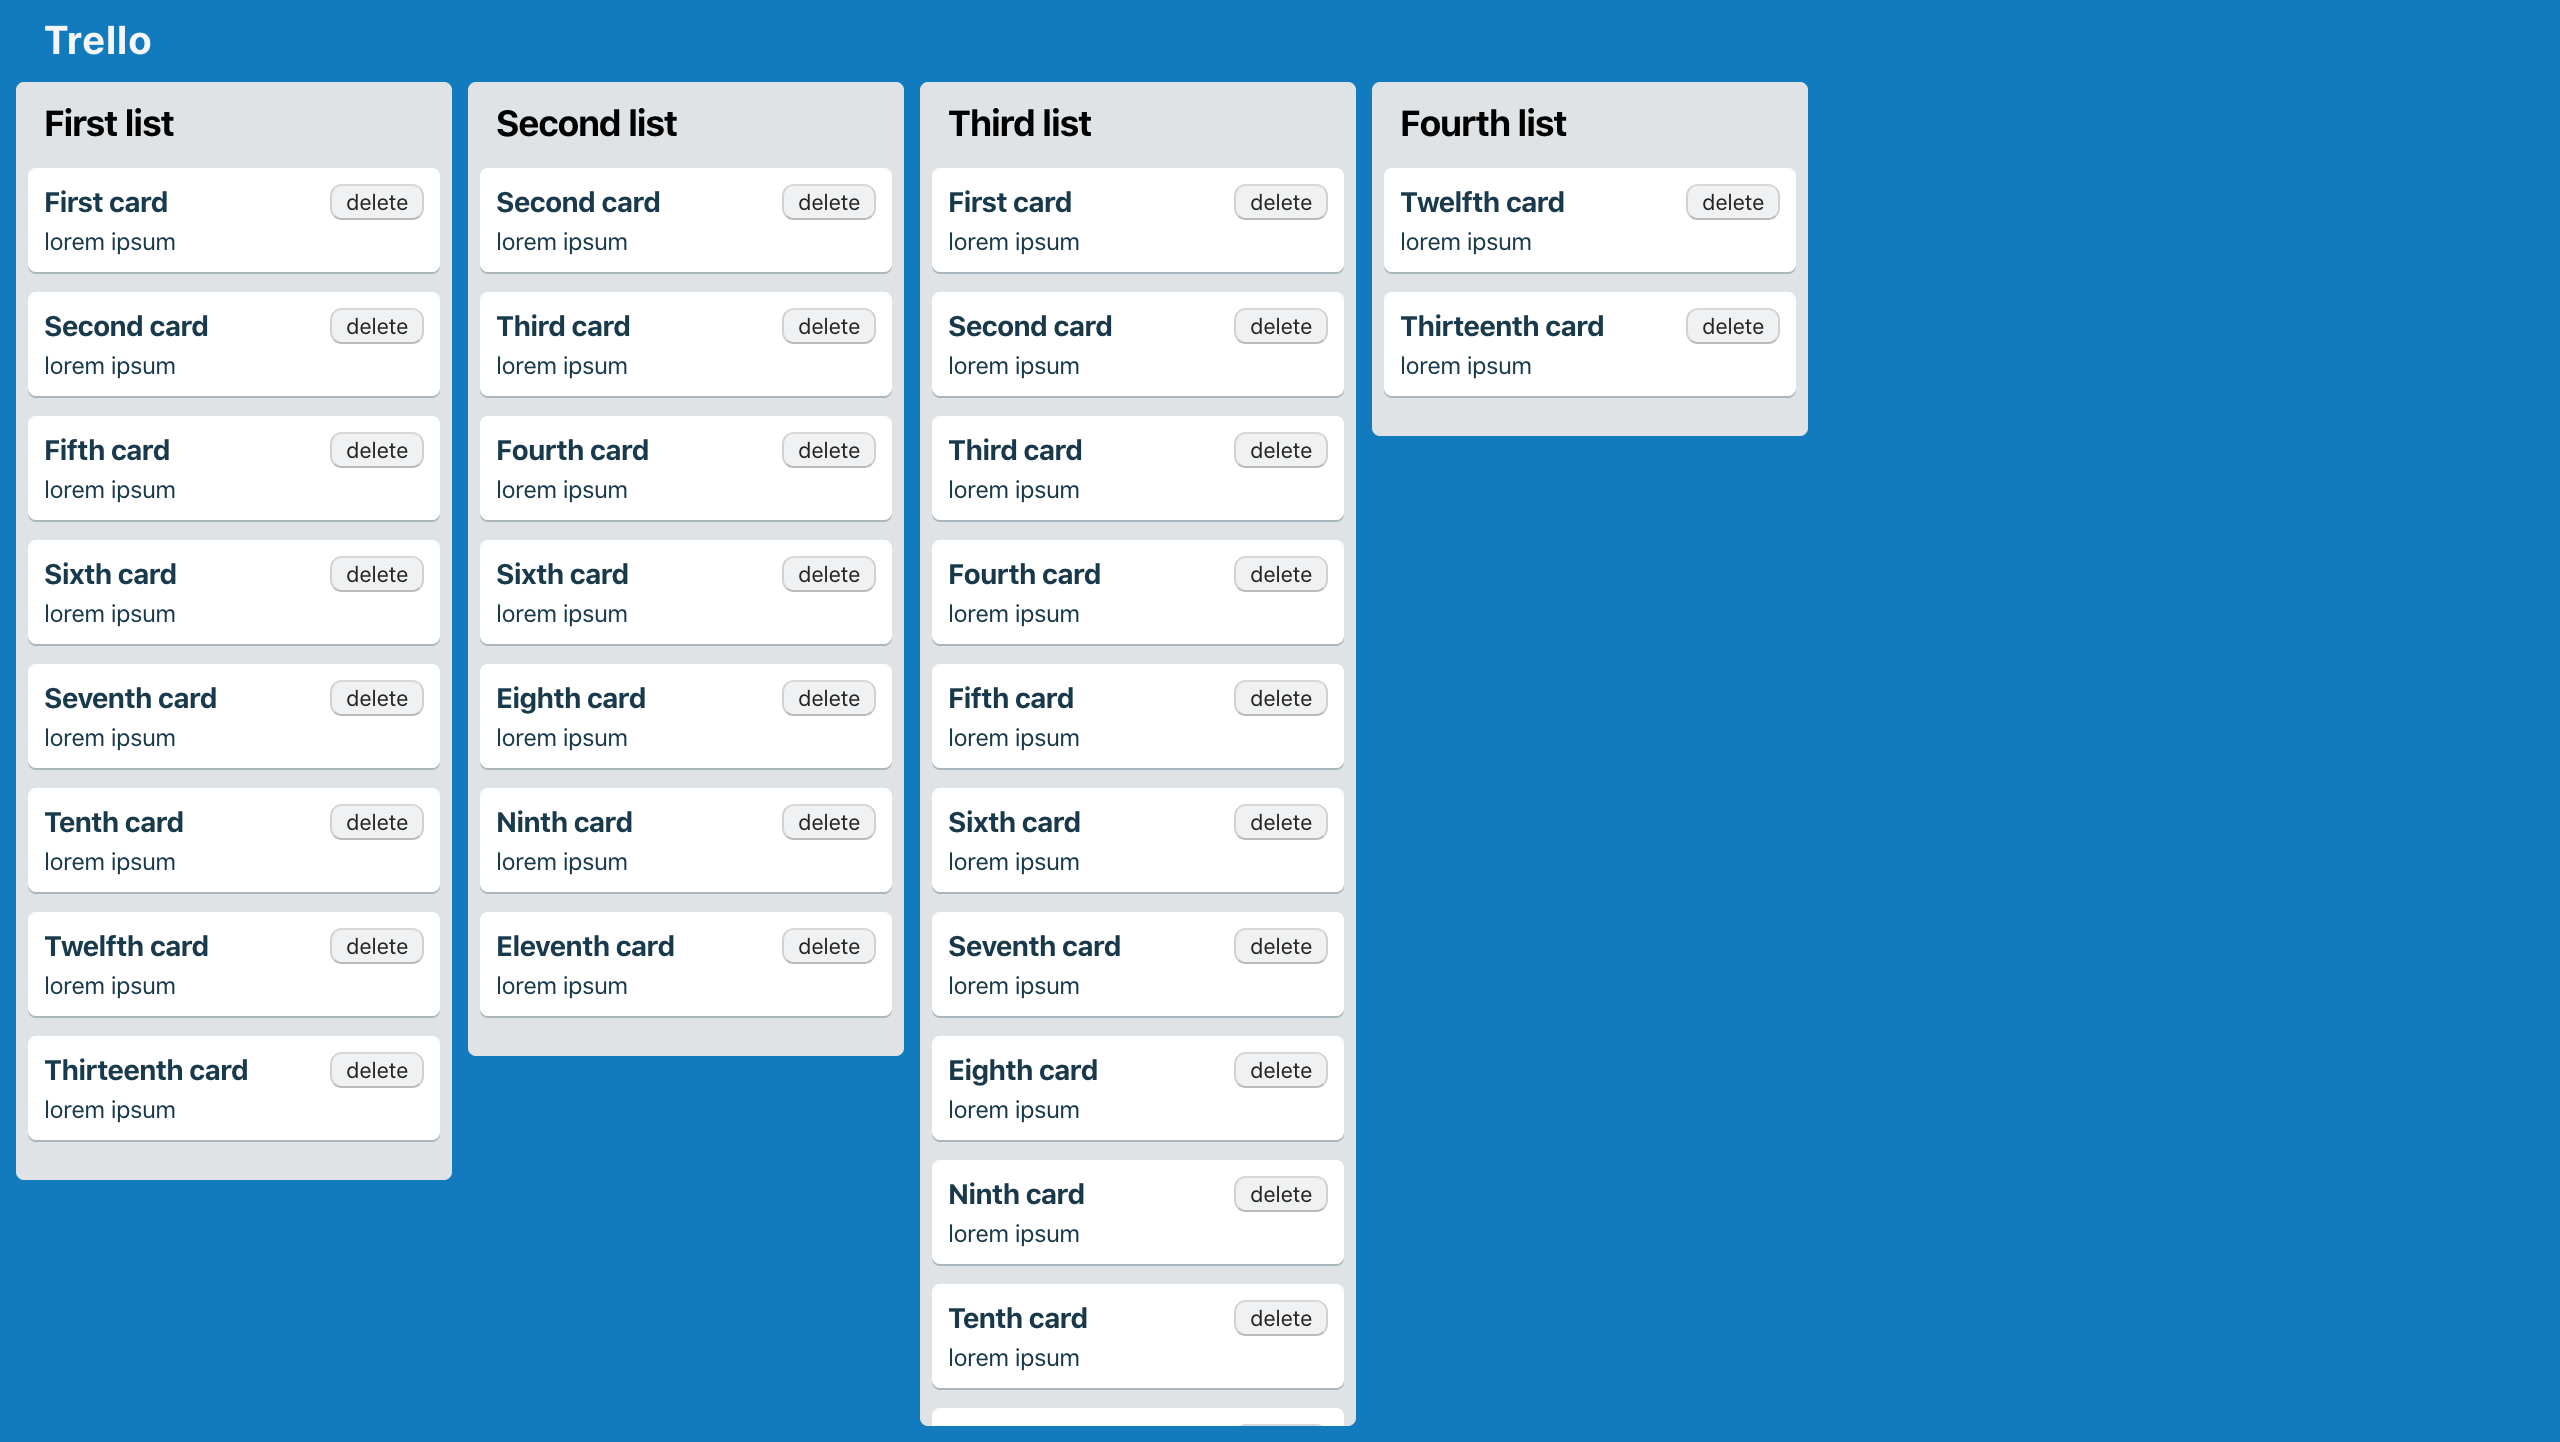 Trello
First list
First card
delete
lorem ipsum
Second card
delete
lorem ipsum
Fifth card
delete
lorem ipsum
Sixth card
delete
lorem ipsum
Seventh card
delete
lorem ipsum
Tenth card
delete
lorem ipsum
Twelfth card
delete
lorem ipsum
Thirteenth card
delete
lorem ipsum
Second list
Second card
delete
lorem ipsum
Third card
delete
lorem ipsum
Fourth card
delete
lorem ipsum
Sixth card
delete
lorem ipsum
Eighth card
delete
lorem ipsum
Ninth card
delete
lorem ipsum
Eleventh card
delete
lorem ipsum
Third list
First card
delete
lorem ipsum
Second card
delete
lorem ipsum
Third card
delete
lorem ipsum
Fourth card
delete
lorem ipsum
Fifth card
delete
lorem ipsum
Sixth card
delete
lorem ipsum
Seventh card
delete
lorem ipsum
Eighth card
delete
lorem ipsum
Ninth card
delete
lorem ipsum
Tenth card
delete
lorem ipsum
Fourth list
Twelfth card
delete
lorem ipsum
Thirteenth card
delete
lorem ipsum